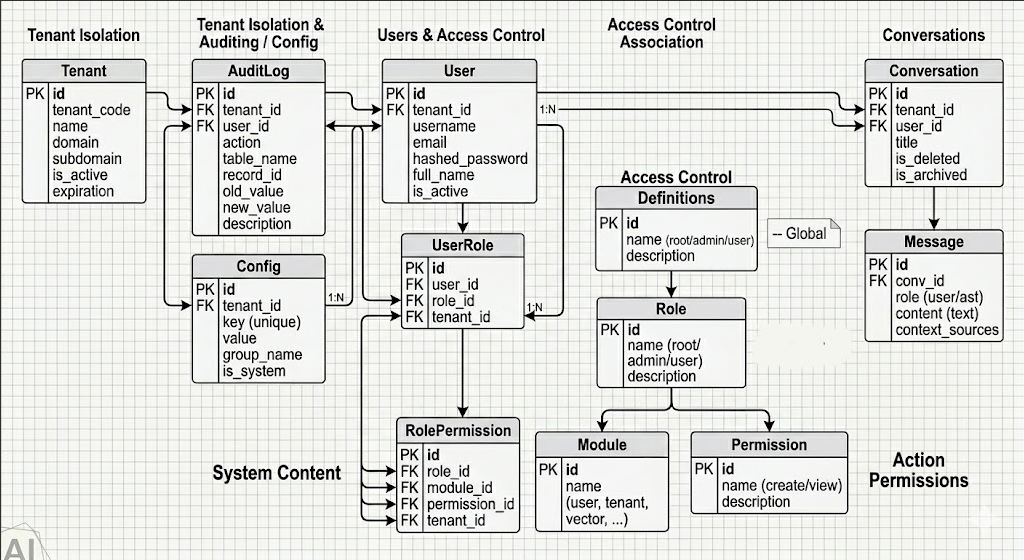 Tenant Isolation
Tenant Isolation &
Auditing / Config
Users & Access Control
Access Control
Association
Conversations
Tenant
PK id
tenant_code
name
domain
subdomain
is_active
expiration
AuditLog
PK id
FK tenant_id
FK user_id
action
table_name
record_id
old_value
new_value
description
Config
PK id
FK tenant_id
key (unique)
value
group_name
is_system
1:N
User
PK id
FK tenant_id
username
email
hashed_password
full_name
is_active
1:N
UserRole
PK id
FK user_id
FK role_id
FK tenant_id
1:N
RolePermission
PK id
FK role_id
FK module_id
FK permission_id
FK tenant_id
Access Control
Definitions
PK id
name (root/admin/user)
description
-- Global
Role
PK id
name (root/
admin/user)
description
Module
PK id
name
(user, tenant,
vector, ...)
Permission
PK id
name (create/view)
description
Conversation
PK id
FK tenant_id
FK user_id
title
is_deleted
is_archived
Message
PK id
FK conv_id
role (user/ast)
content (text)
context_sources
System Content
Action
Permissions
AI